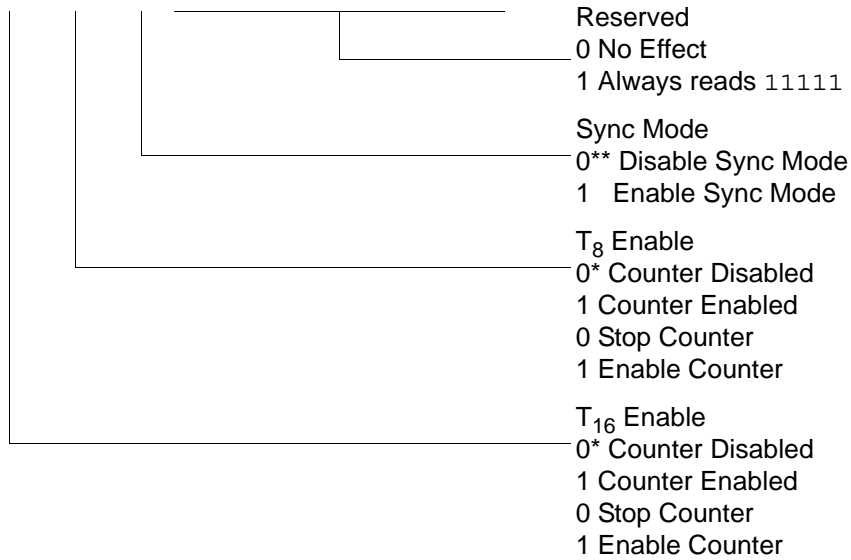 Reserved
0 No Effect
1 Always reads 11111
Sync Mode
0** Disable Sync Mode
1 Enable Sync Mode
T8 Enable
0* Counter Disabled
1 Counter Enabled
0 Stop Counter
1 Enable Counter
T16 Enable
0* Counter Disabled
1 Counter Enabled
0 Stop Counter
1 Enable Counter